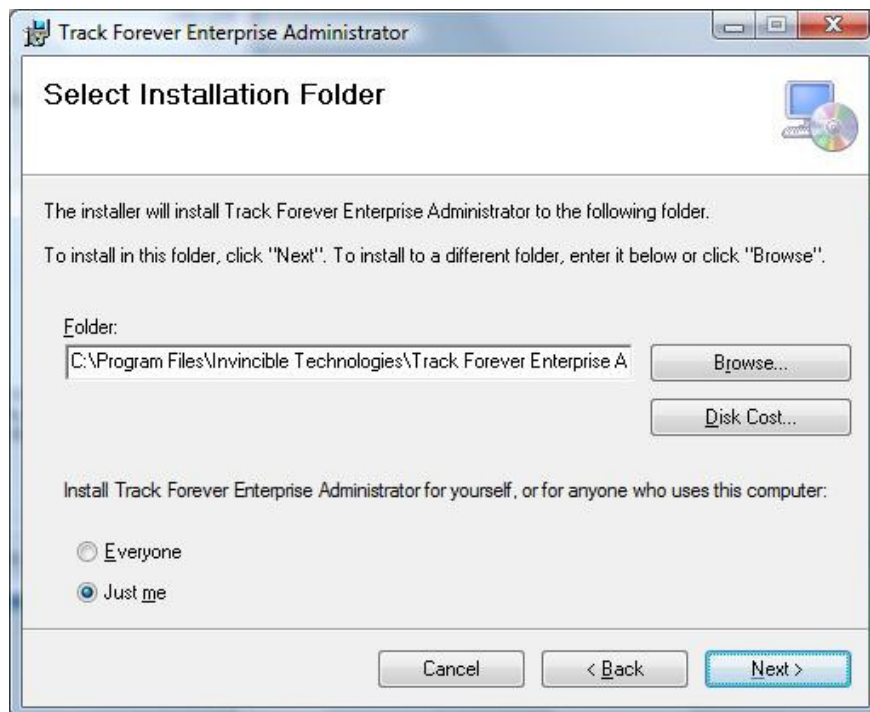 Track Forever Enterprise Administrator
Select Installation Folder
The installer will install Track Forever Enterprise Administrator to the following folder.
To install in this folder, click "Next". To install to a different folder, enter it below or click "Browse".
Folder:
C:\Program Files\Invincible Technologies\Track Forever Enterprise A
Browse...
Disk Cost...
Install Track Forever Enterprise Administrator for yourself, or for anyone who uses this computer:
Everyone
Just me
Cancel
< Back
Next >